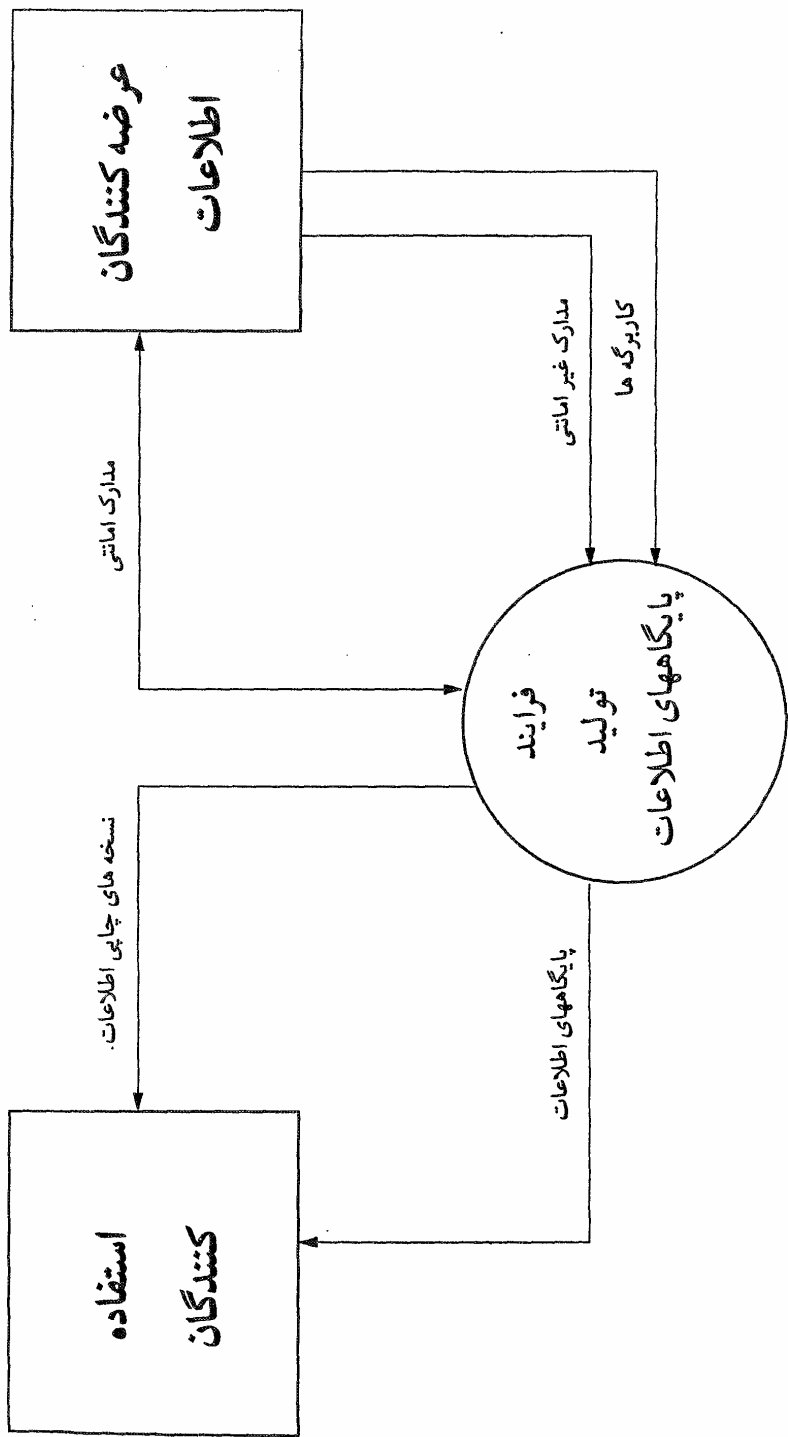 عرضه کنندگان
اطلاعات
مدارک امانتی
مدارک غیر امانتی
کاربرگه ها
فرایند
تولید
پایگاههای اطلاعات
نسخه های چاپی اطلاعات.
پایگاههای اطلاعات
استفاده
کنندگان